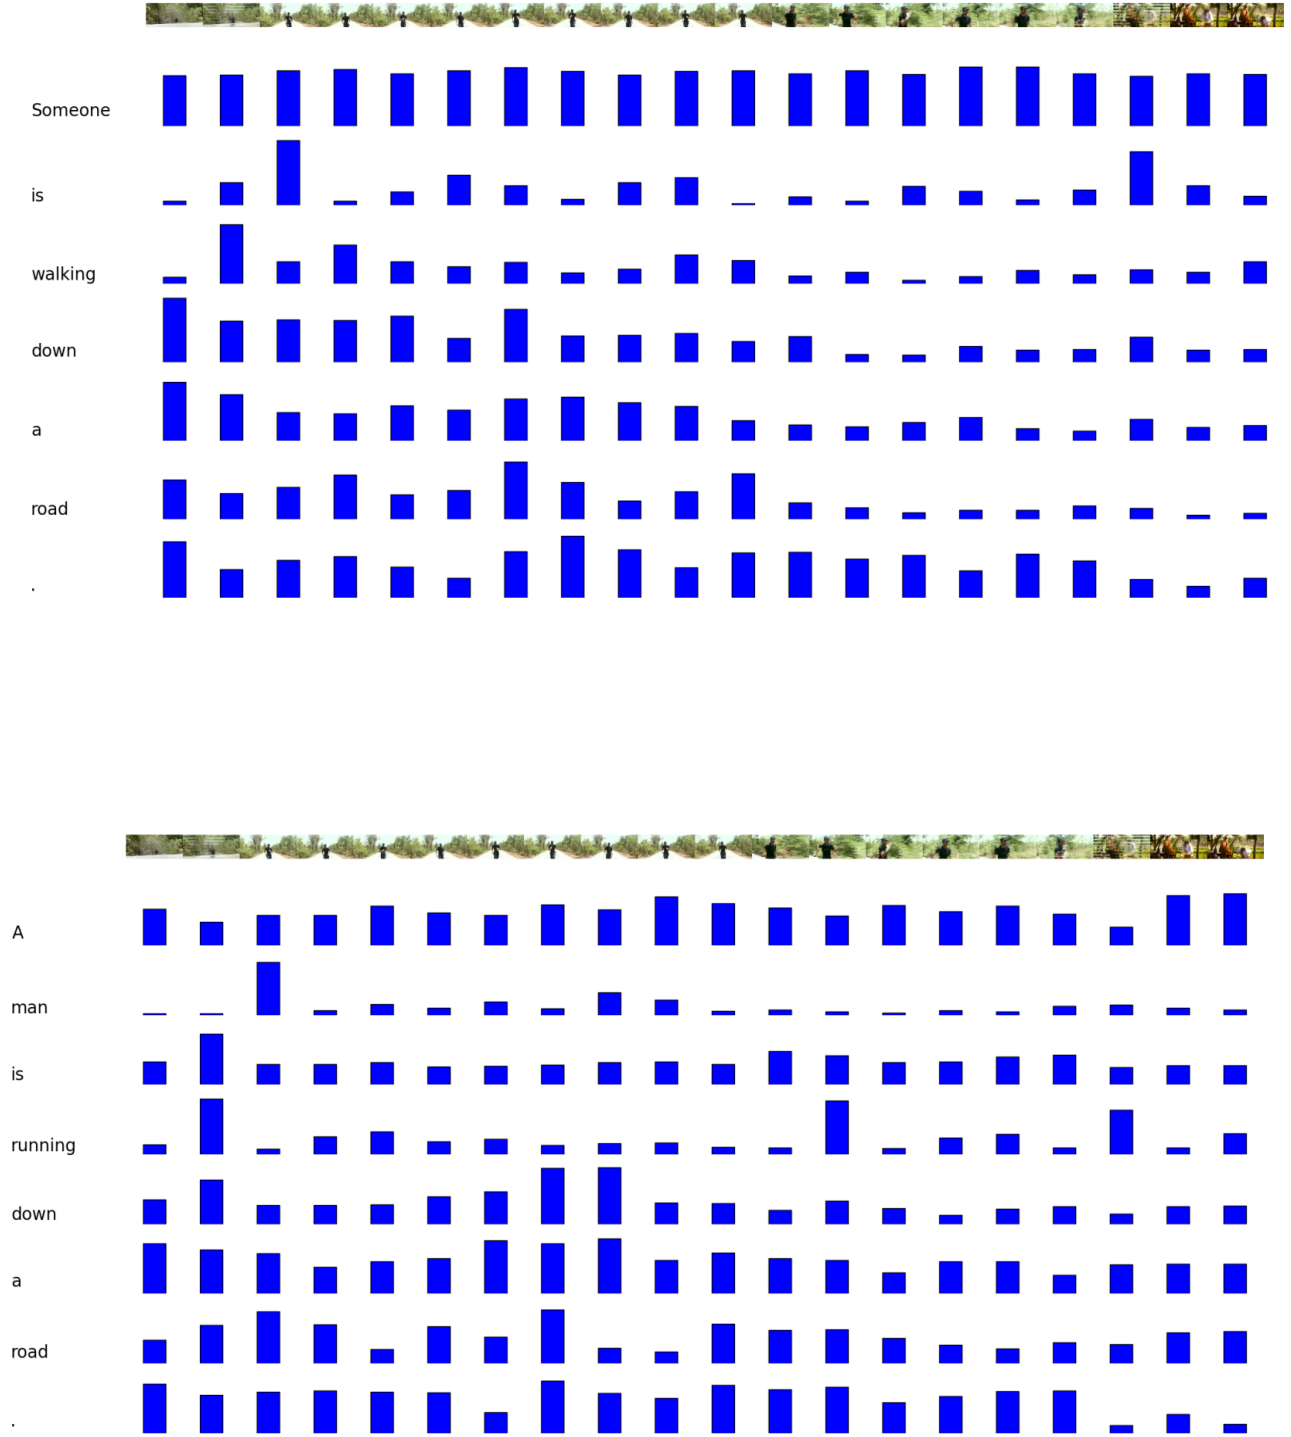 Someone
is
walking
down
a
road
.
A
man
is
running
down
a
road
.